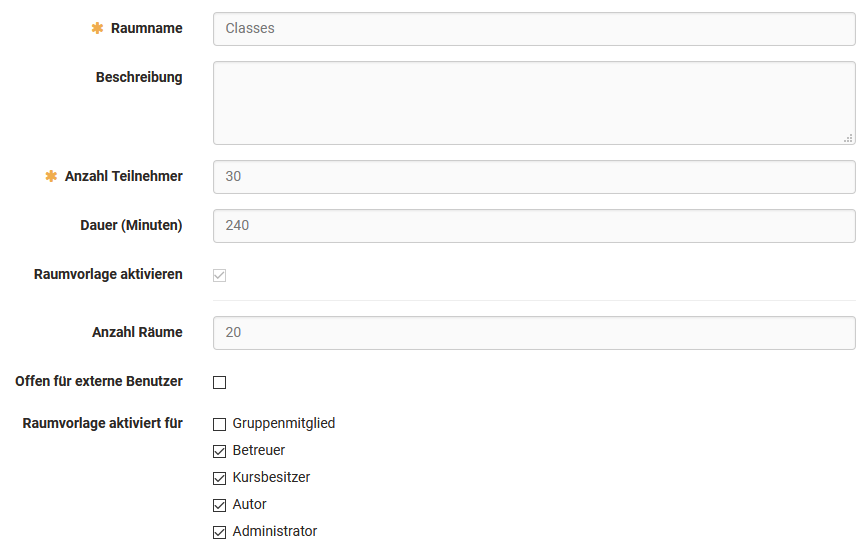 ✱ Raumname Classes
Beschreibung
✱ Anzahl Teilnehmer 30
Dauer (Minuten) 240
Raumvorlage aktivieren
Anzahl Räume 20
Offen für externe Benutzer
Raumvorlage aktiviert für Gruppenmitglied
Betreuer
Kursbesitzer
Autor
Administrator